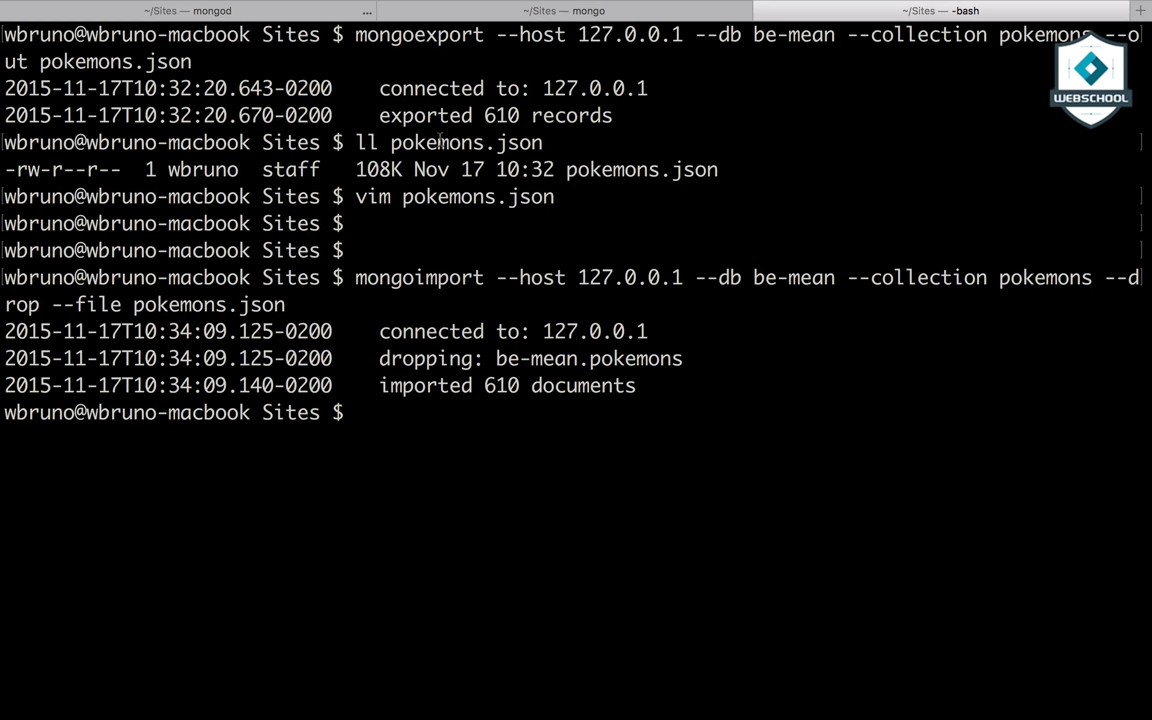 ~/Sites — mongod ... ~/Sites — mongo ~/Sites — -bash +
wbruno@wbruno-macbook Sites $ mongoexport --host 127.0.0.1 --db be-mean --collection pokemons --o
ut pokemons.json
2015-11-17T10:32:20.643-0200    connected to: 127.0.0.1
2015-11-17T10:32:20.670-0200    exported 610 records
wbruno@wbruno-macbook Sites $ ll pokemons.json
-rw-r--r--  1 wbruno  staff   108K Nov 17 10:32 pokemons.json
wbruno@wbruno-macbook Sites $ vim pokemons.json
wbruno@wbruno-macbook Sites $
wbruno@wbruno-macbook Sites $
wbruno@wbruno-macbook Sites $ mongoimport --host 127.0.0.1 --db be-mean --collection pokemons --d
rop --file pokemons.json
2015-11-17T10:34:09.125-0200    connected to: 127.0.0.1
2015-11-17T10:34:09.125-0200    dropping: be-mean.pokemons
2015-11-17T10:34:09.140-0200    imported 610 documents
wbruno@wbruno-macbook Sites $
WEBSCHOOL